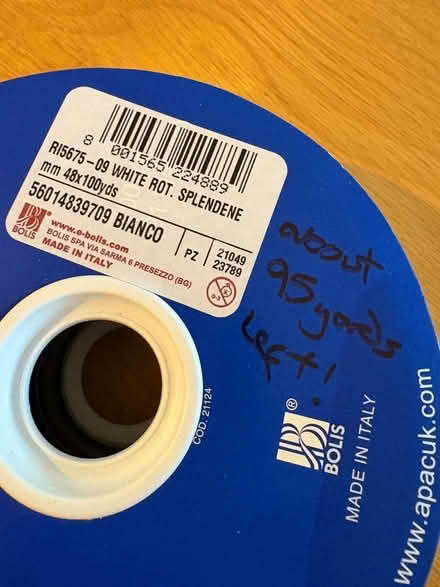 8 001565 224889
RI5675-09 WHITE ROT. SPLENDENE
mm 48x100yds
56014839709 BIANCO
PZ
21049
23789
BOLIS
www.e-bolis.com
BOLIS SPA VIA SARMA 6 PRESEZZO (BG)
MADE IN ITALY
0-3
about
95 yards
left!
COD. 21124
BOLIS
®
MADE IN ITALY
www.apacuk.com